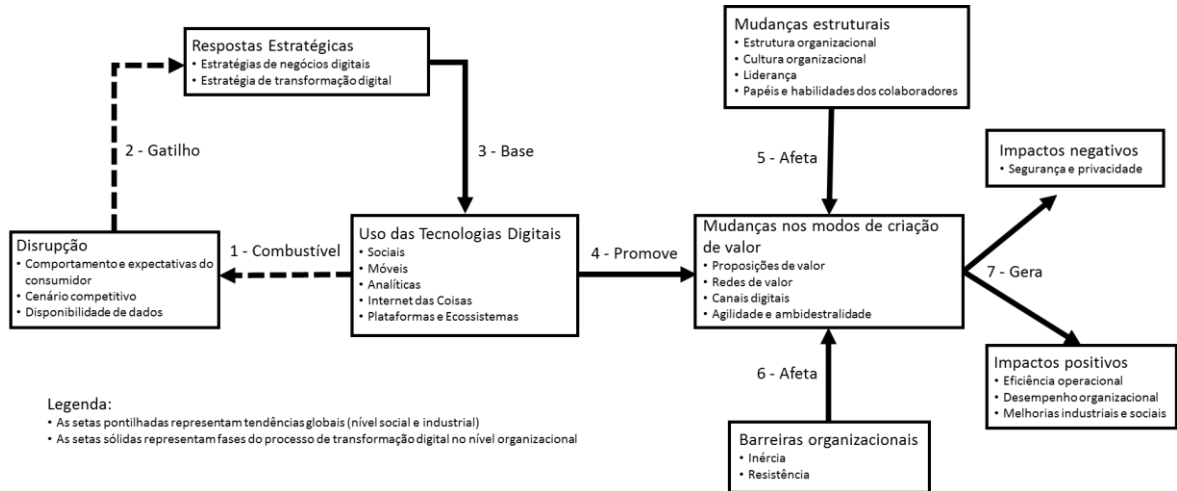 Respostas Estratégicas
• Estratégias de negócios digitais
• Estratégia de transformação digital
Mudanças estruturais
• Estrutura organizacional
• Cultura organizacional
• Liderança
• Papéis e habilidades dos colaboradores
2 - Gatilho
3 - Base
5 - Afeta
Impactos negativos
• Segurança e privacidade
Disrupção
• Comportamento e expectativas do
consumidor
• Cenário competitivo
• Disponibilidade de dados
1 - Combustível
Uso das Tecnologias Digitais
• Sociais
• Móveis
• Analíticas
• Internet das Coisas
• Plataformas e Ecossistemas
4 - Promove
Mudanças nos modos de criação
de valor
• Proposições de valor
• Redes de valor
• Canais digitais
• Agilidade e ambidestralidade
7 - Gera
6 - Afeta
Impactos positivos
• Eficiência operacional
• Desempenho organizacional
• Melhorias industriais e sociais
Legenda:
• As setas pontilhadas representam tendências globais (nível social e industrial)
• As setas sólidas representam fases do processo de transformação digital no nível organizacional
Barreiras organizacionais
• Inércia
• Resistência